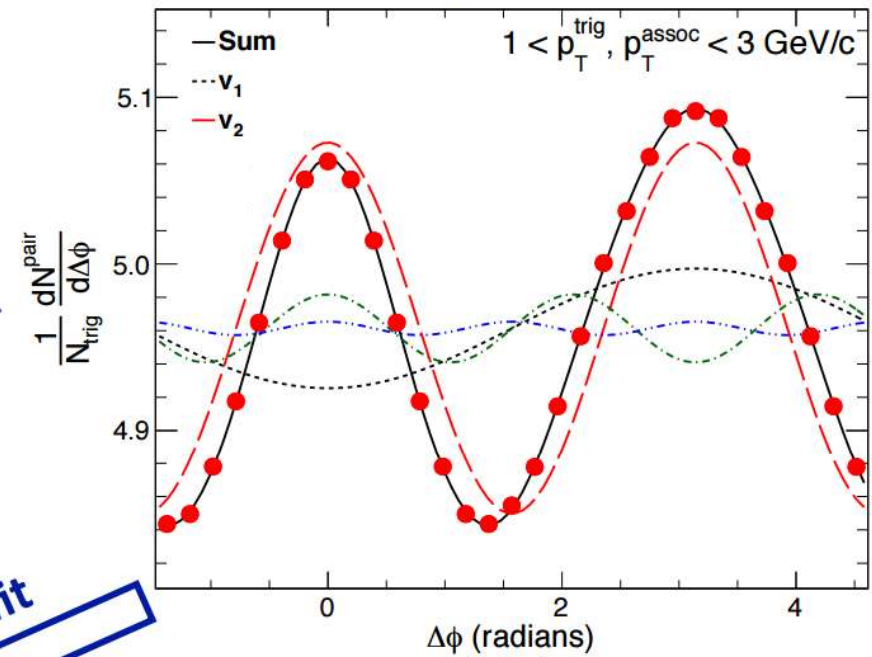 Sum
v1
v2
1 < p_T^trig, p_T^assoc < 3 GeV/c
5.1
5.0
4.9
1 dN^pair
N_trig dΔϕ
0 2 4
Δϕ (radians)